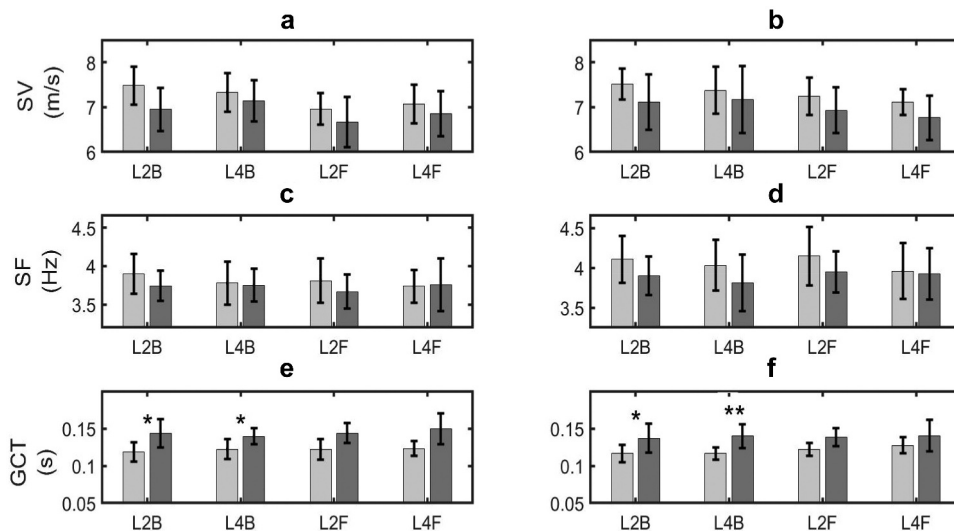 a
b
SV
(m/s)
8
7
6
8
7
6
L2B L4B L2F L4F
L2B L4B L2F L4F
c
d
SF
(Hz)
4.5
4
3.5
4.5
4
3.5
L2B L4B L2F L4F
L2B L4B L2F L4F
e
f
GCT
(s)
0.15
0.1
0.05
* *
0.15
0.1
0.05
* **
L2B L4B L2F L4F
L2B L4B L2F L4F